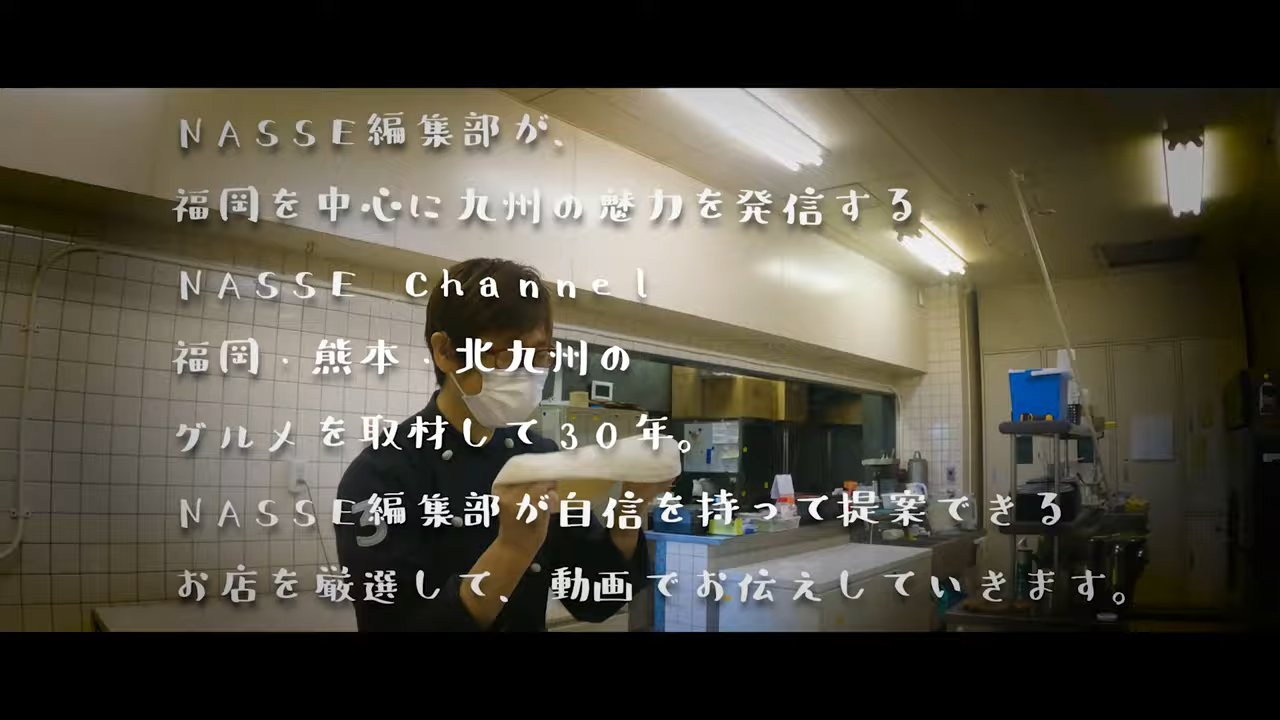 NASSE編集部が、
福岡を中心に九州の魅力を発信する
NASSE Channel
福岡・熊本・北九州の
グルメを取材して30年。
NASSE編集部が自信を持って提案できる
お店を厳選して、動画でお伝えしていきます。
3